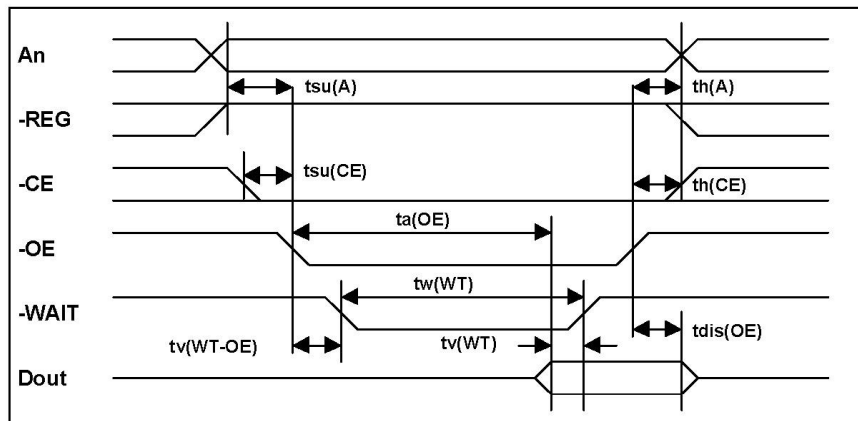 An
tsu(A)
th(A)
-REG
tsu(CE)
-CE
th(CE)
ta(OE)
-OE
tw(WT)
-WAIT
tv(WT-OE)
tv(WT)
tdis(OE)
Dout